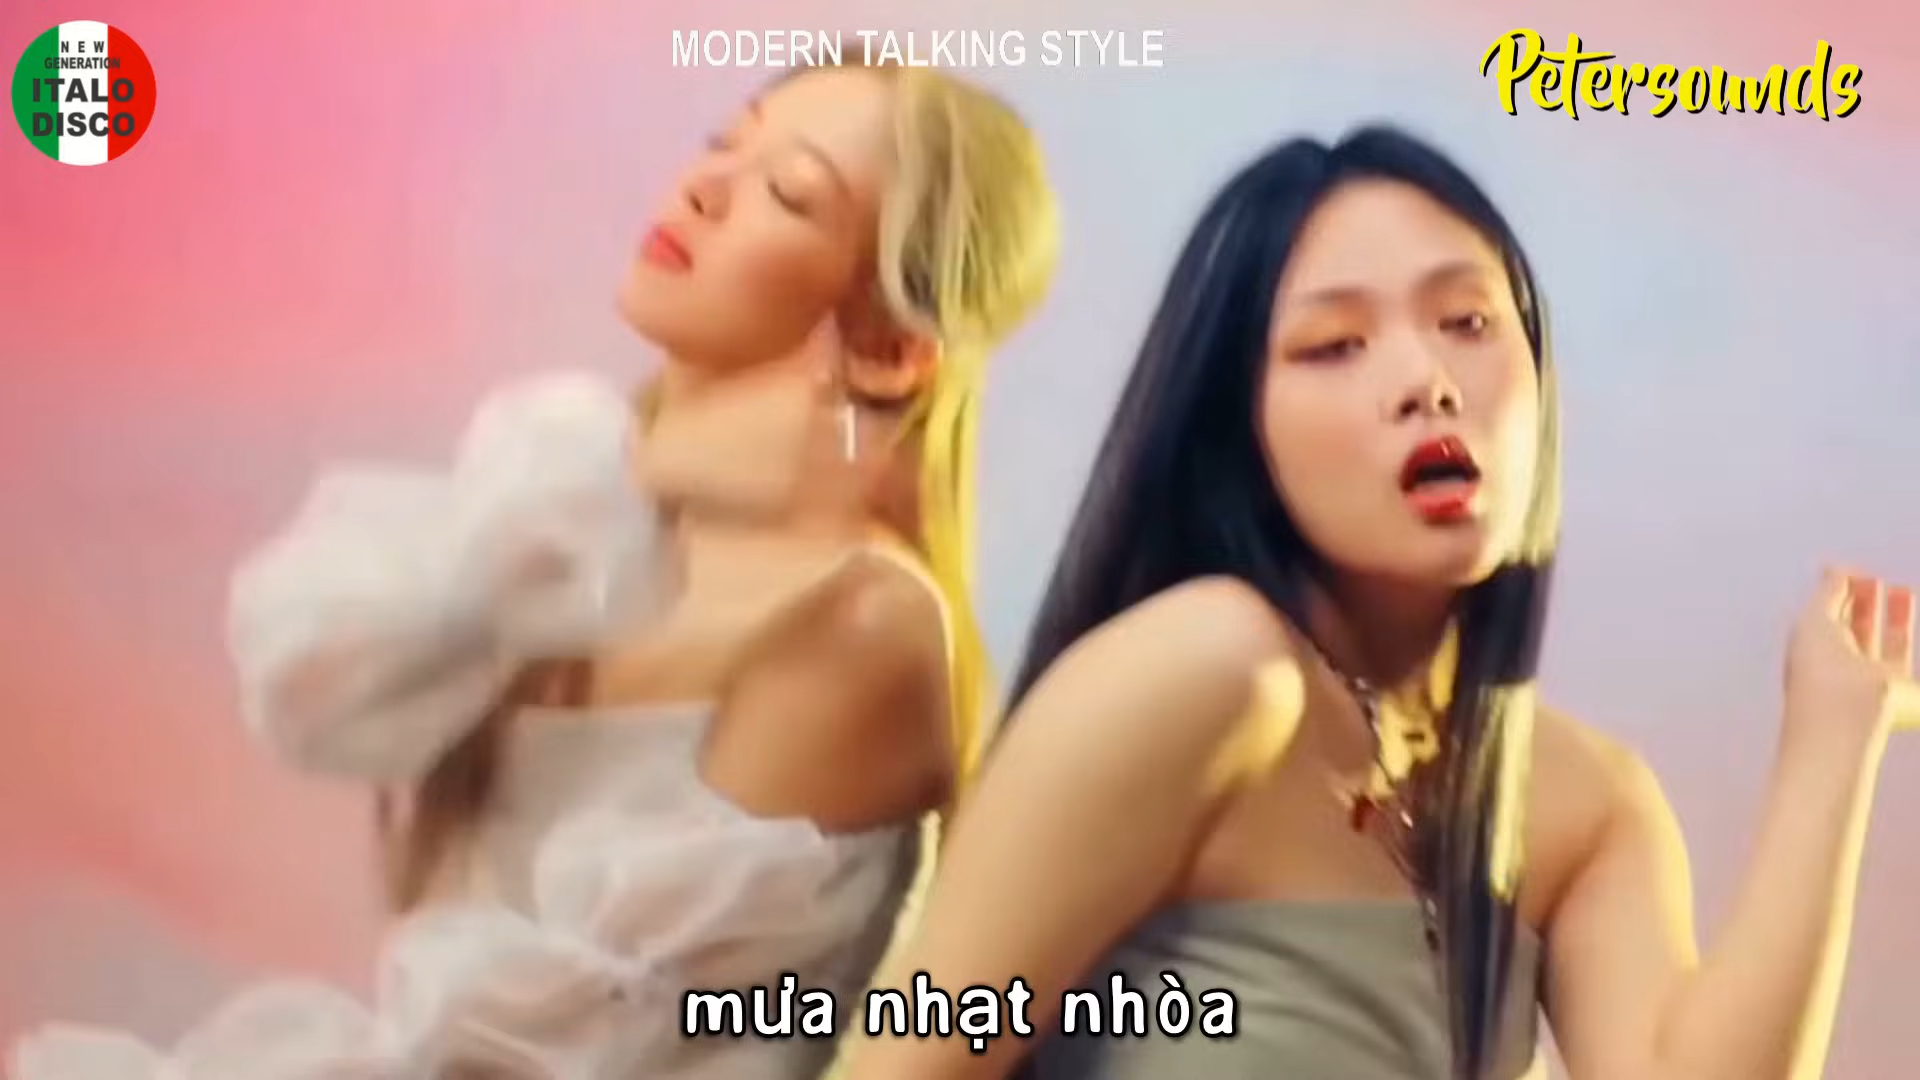 NEW
GENERATION
ITALO
DISCO
MODERN TALKING STYLE
Petersounds
mưa nhạt nhòa